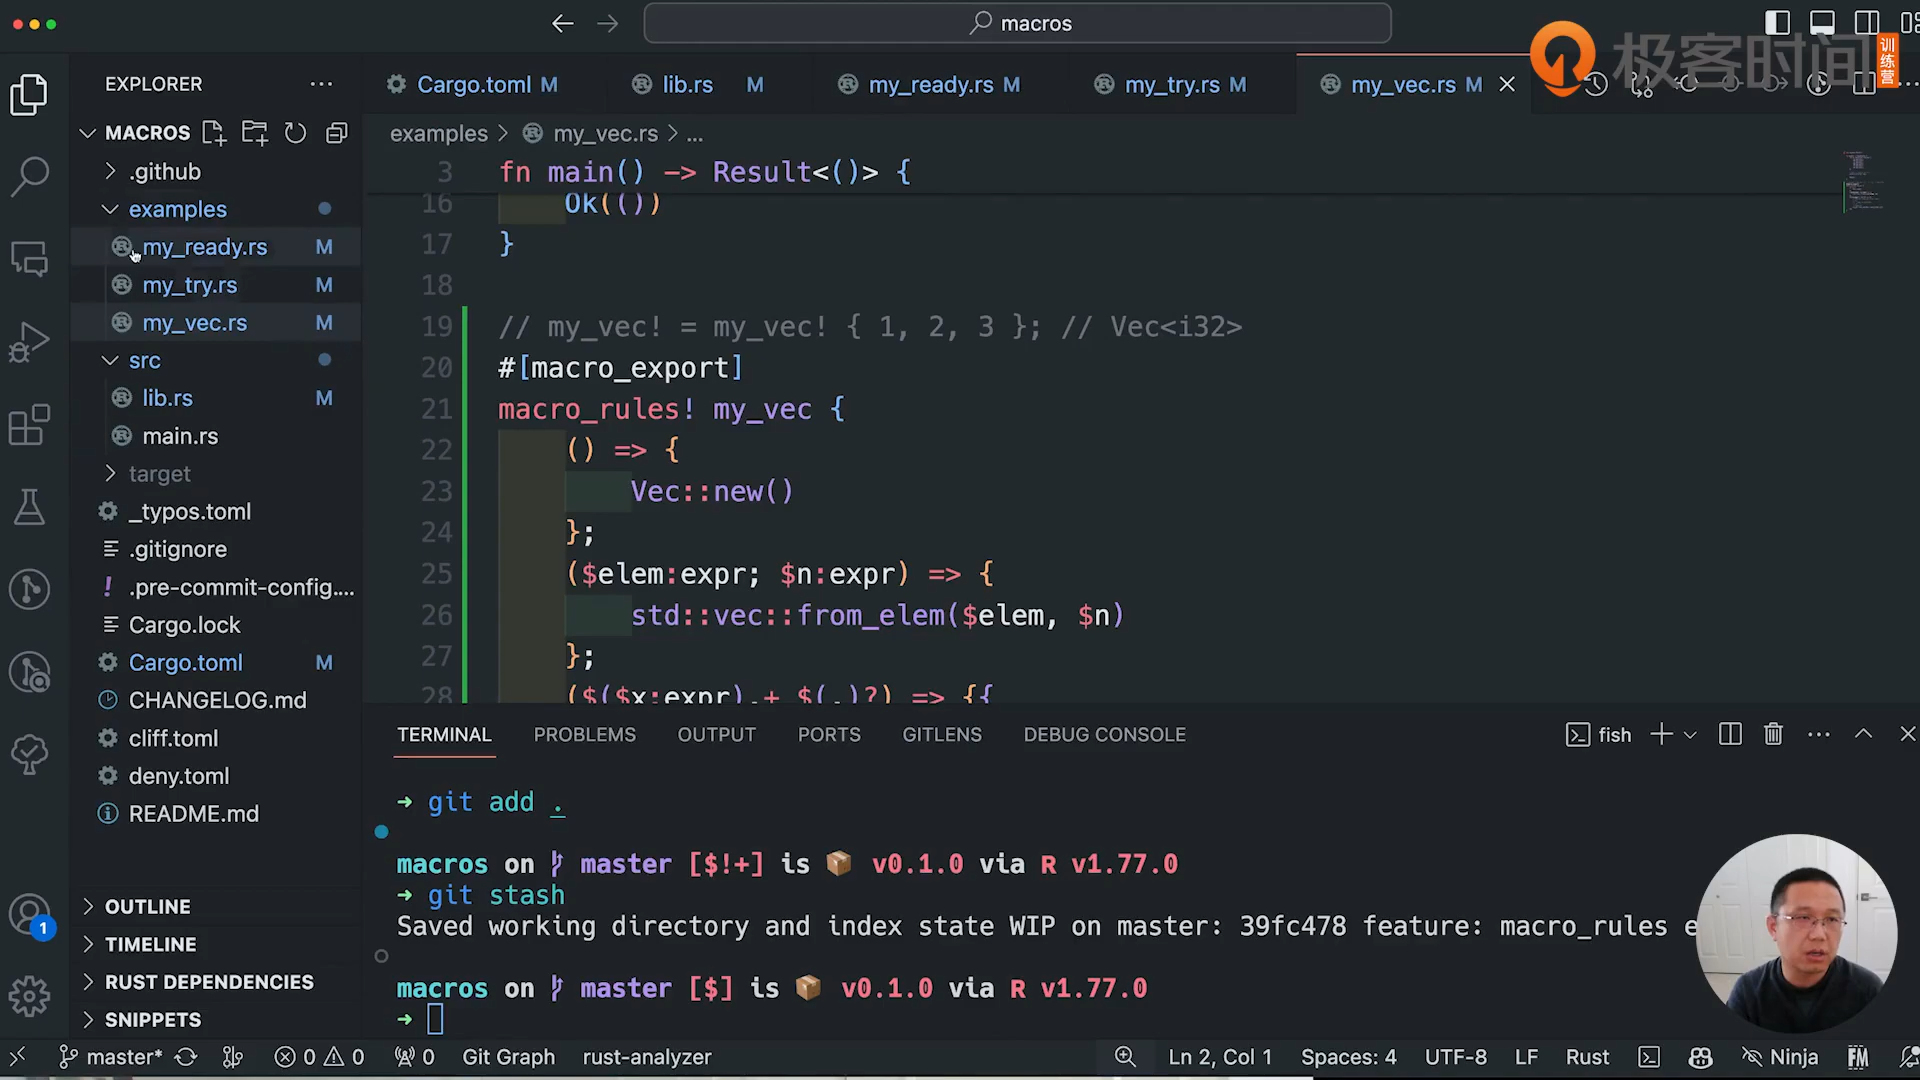 macros
极客时间
训练营
EXPLORER
MACROS
.github
examples
my_ready.rs M
my_try.rs M
my_vec.rs M
src
lib.rs M
main.rs
target
_typos.toml
.gitignore
.pre-commit-config....
Cargo.lock
Cargo.toml M
CHANGELOG.md
cliff.toml
deny.toml
README.md
OUTLINE
TIMELINE
RUST DEPENDENCIES
SNIPPETS
1
Cargo.toml M lib.rs M my_ready.rs M my_try.rs M my_vec.rs M
examples > my_vec.rs > ...
3 fn main() -> Result<()> {
16 Ok(())
17 }
18
19 // my_vec! = my_vec! { 1, 2, 3 }; // Vec<i32>
20 #[macro_export]
21 macro_rules! my_vec {
22 () => {
23 Vec::new()
24 };
25 ($elem:expr; $n:expr) => {
26 std::vec::from_elem($elem, $n)
27 };
28 ($($x:expr),+ $(,)?) => {{
TERMINAL PROBLEMS OUTPUT PORTS GITLENS DEBUG CONSOLE
fish
→ git add .
macros on master [$!+] is 📦 v0.1.0 via R v1.77.0
→ git stash
Saved working directory and index state WIP on master: 39fc478 feature: macro_rules
macros on master [$] is 📦 v0.1.0 via R v1.77.0
→
master* 0 0 0 Git Graph rust-analyzer
Ln 2, Col 1 Spaces: 4 UTF-8 LF Rust Ninja FM